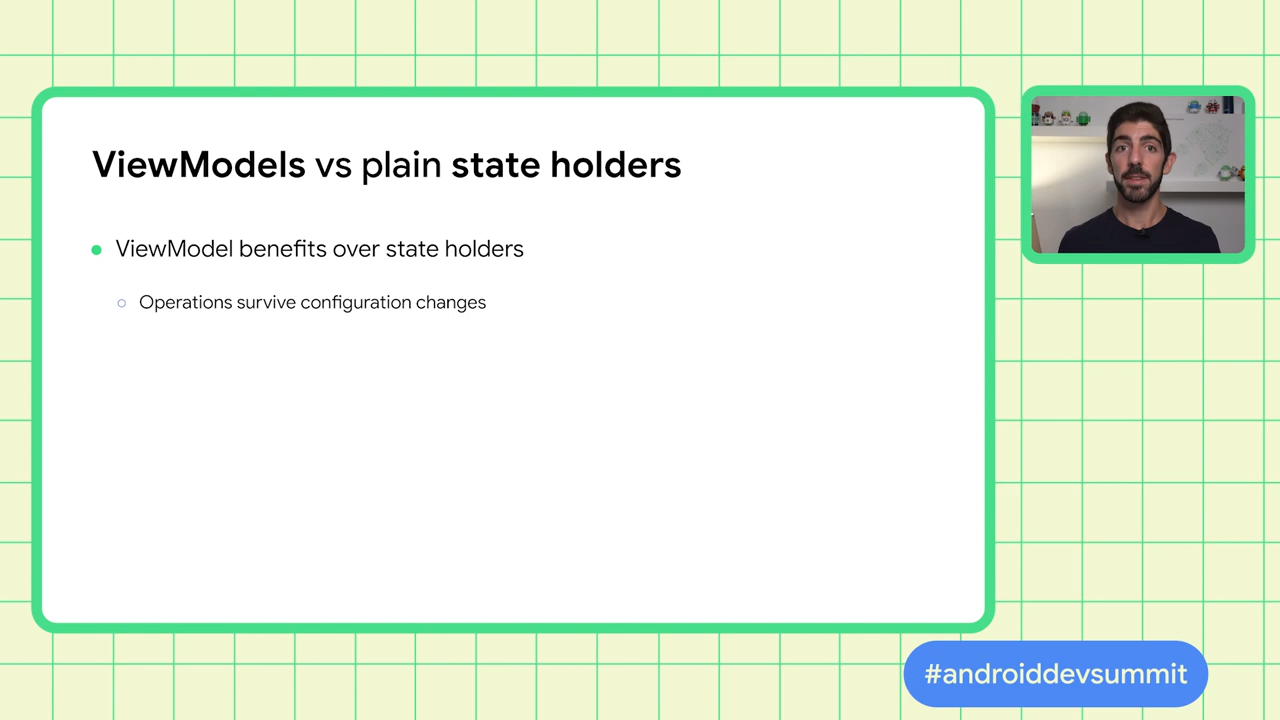 ViewModels vs plain state holders
ViewModel benefits over state holders
Operations survive configuration changes
#androiddevsummit